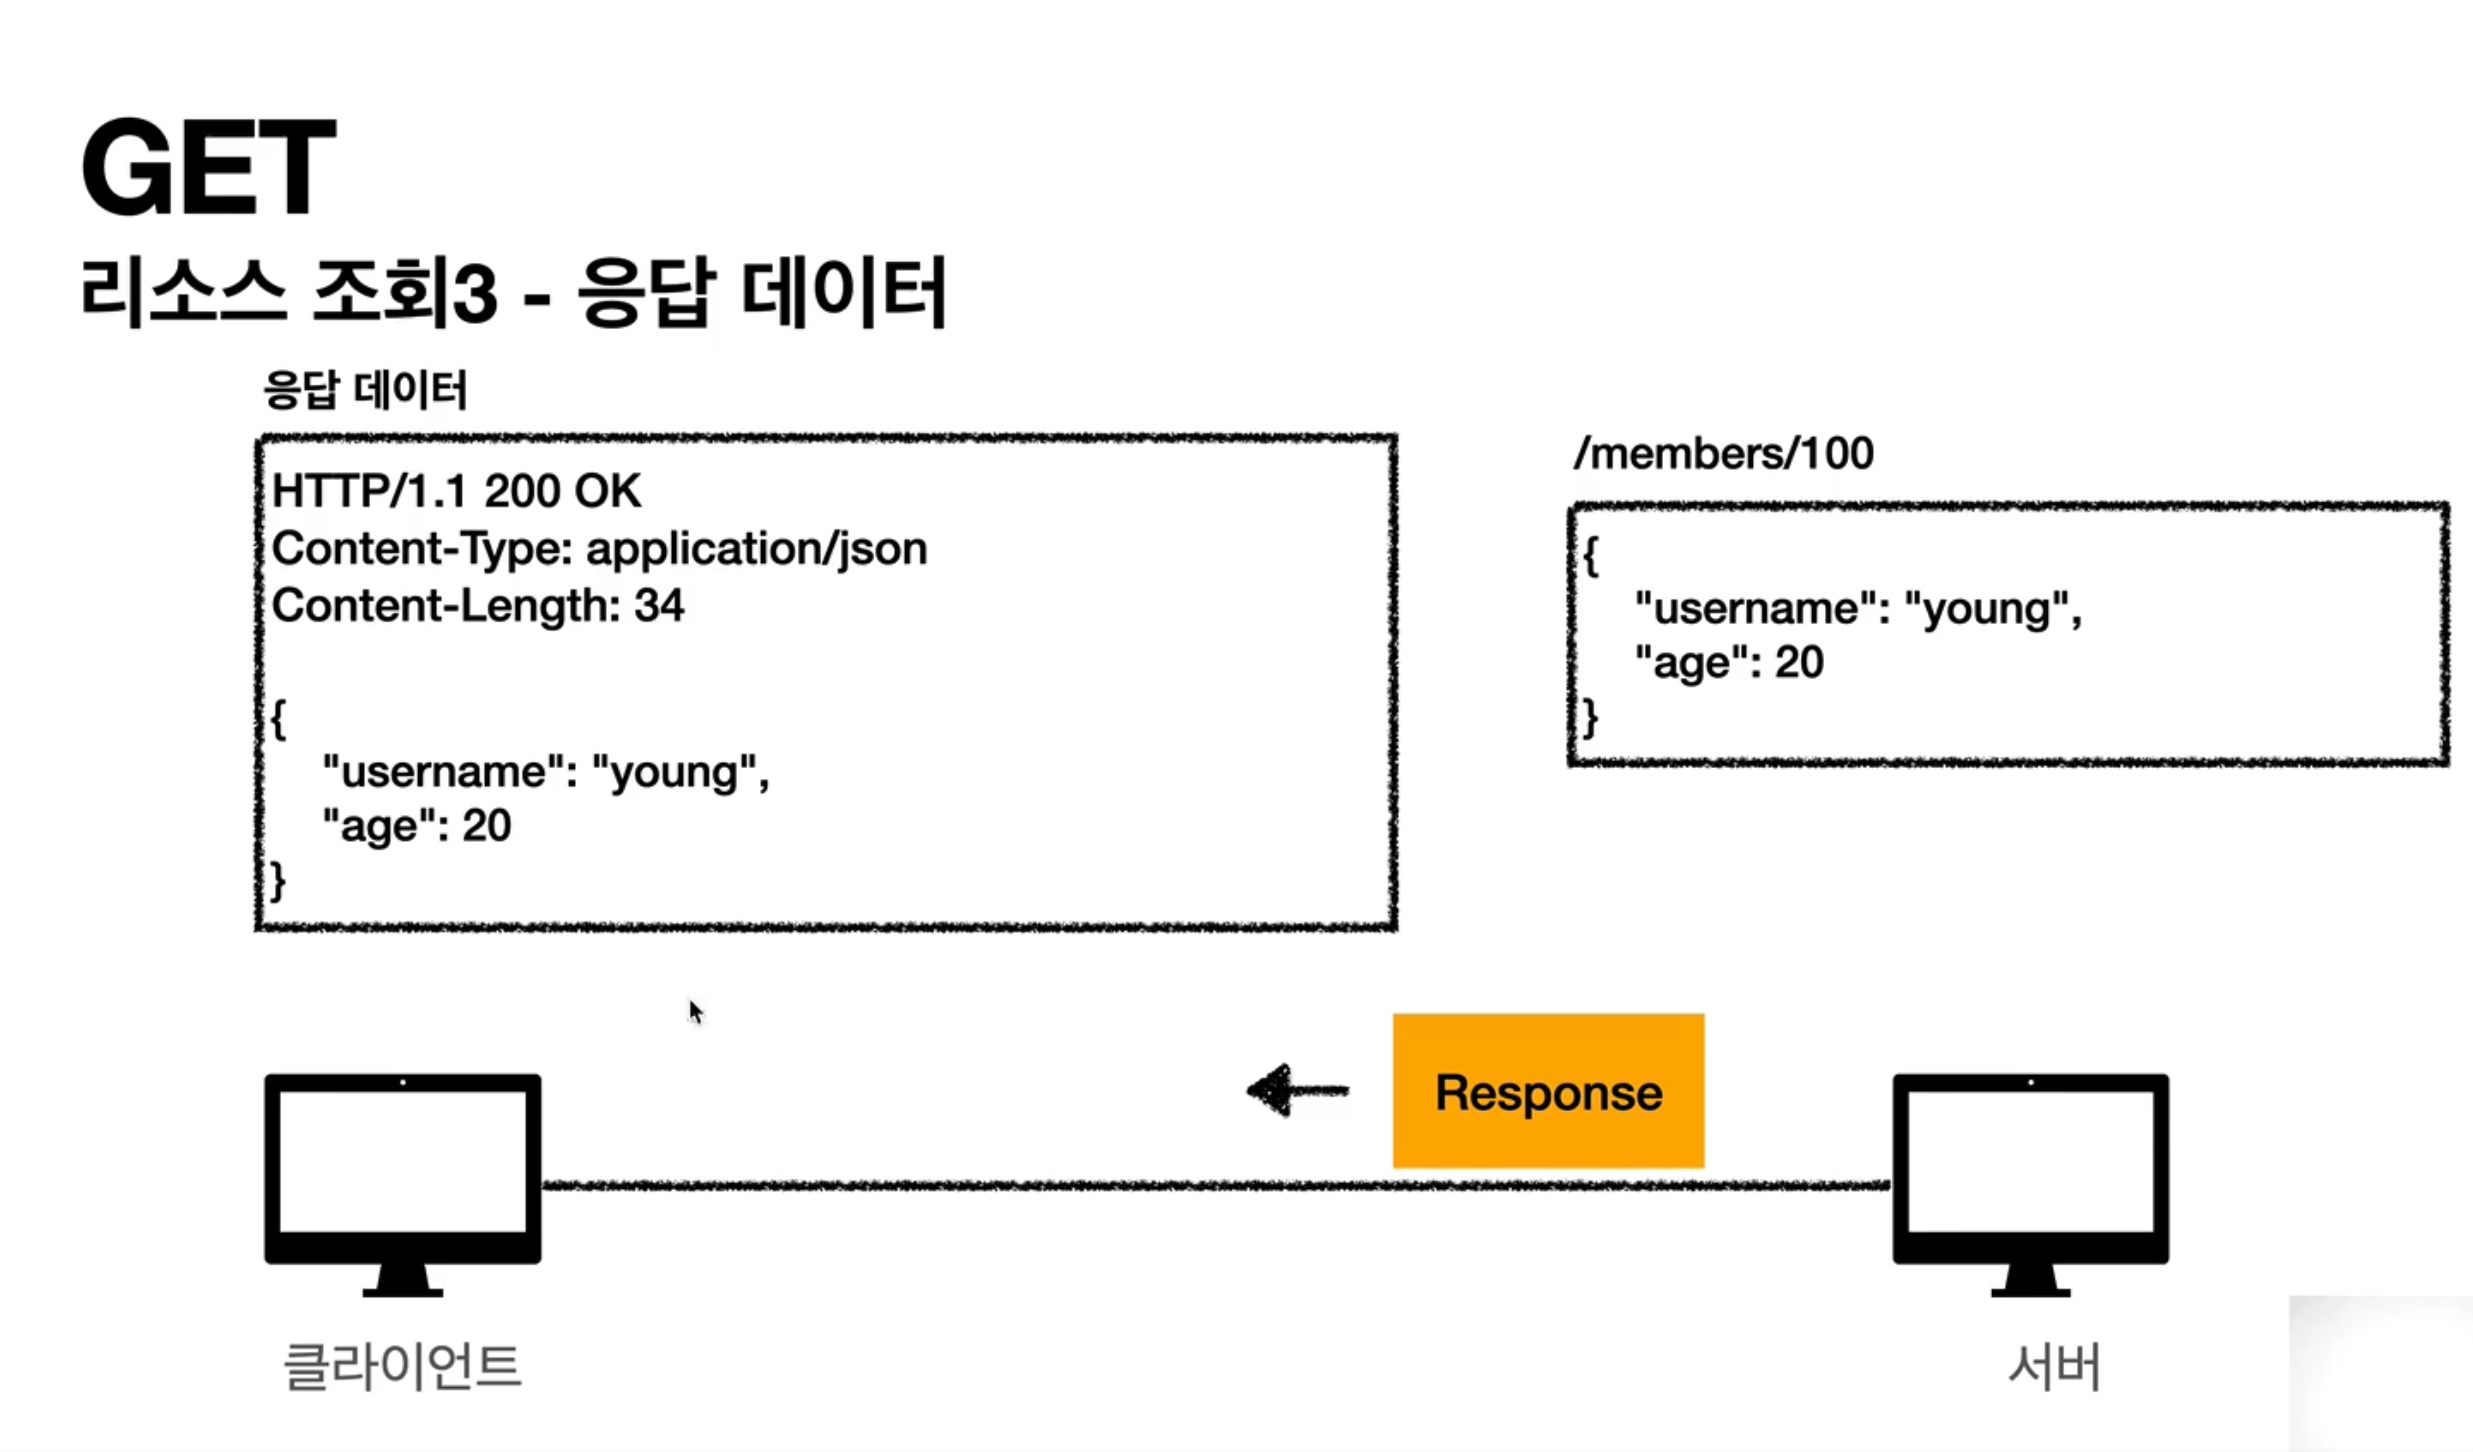 GET
리소스 조회3 - 응답 데이터
응답 데이터
HTTP/1.1 200 OK
Content-Type: application/json
Content-Length: 34
{
"username": "young",
"age": 20
}
/members/100
{
"username": "young",
"age": 20
}
Response
클라이언트
서버